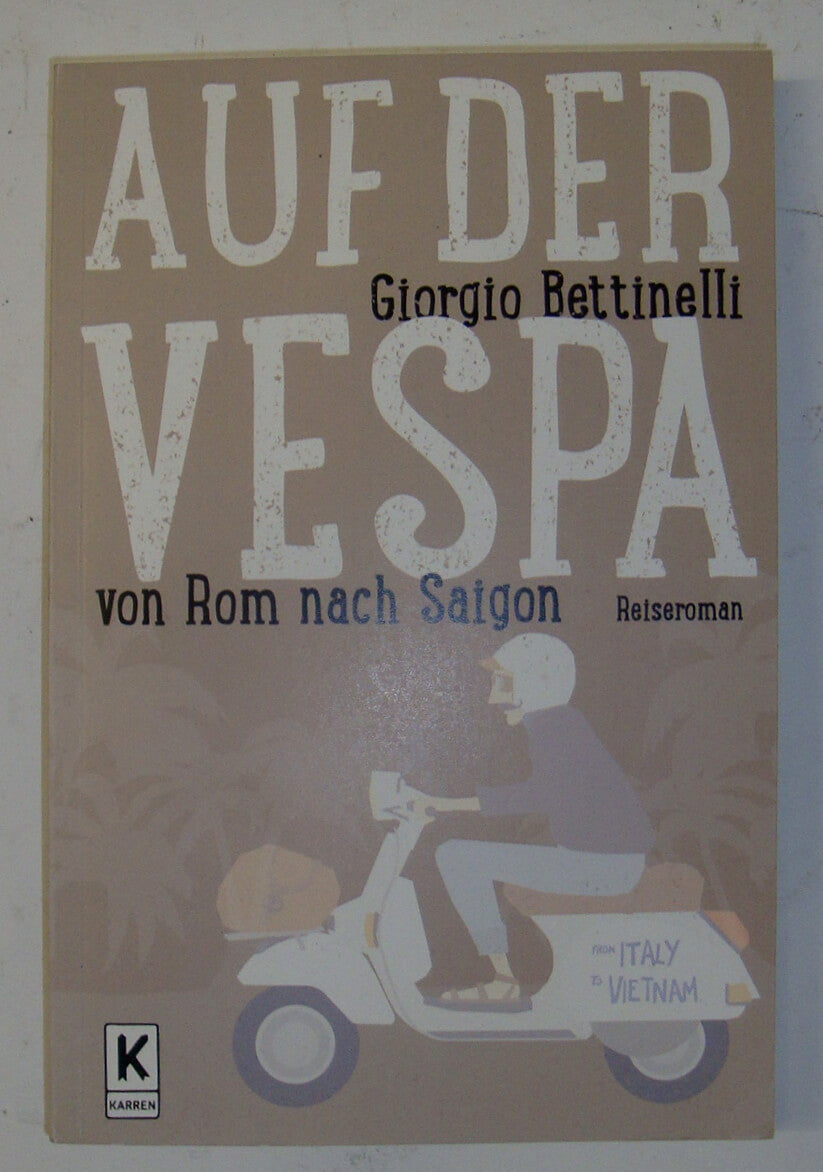 AUF DER
Giorgio Bettinelli
VESPA
von Rom nach Saigon
Reiseroman
FROM ITALY
TO VIETNAM
K
KARREN